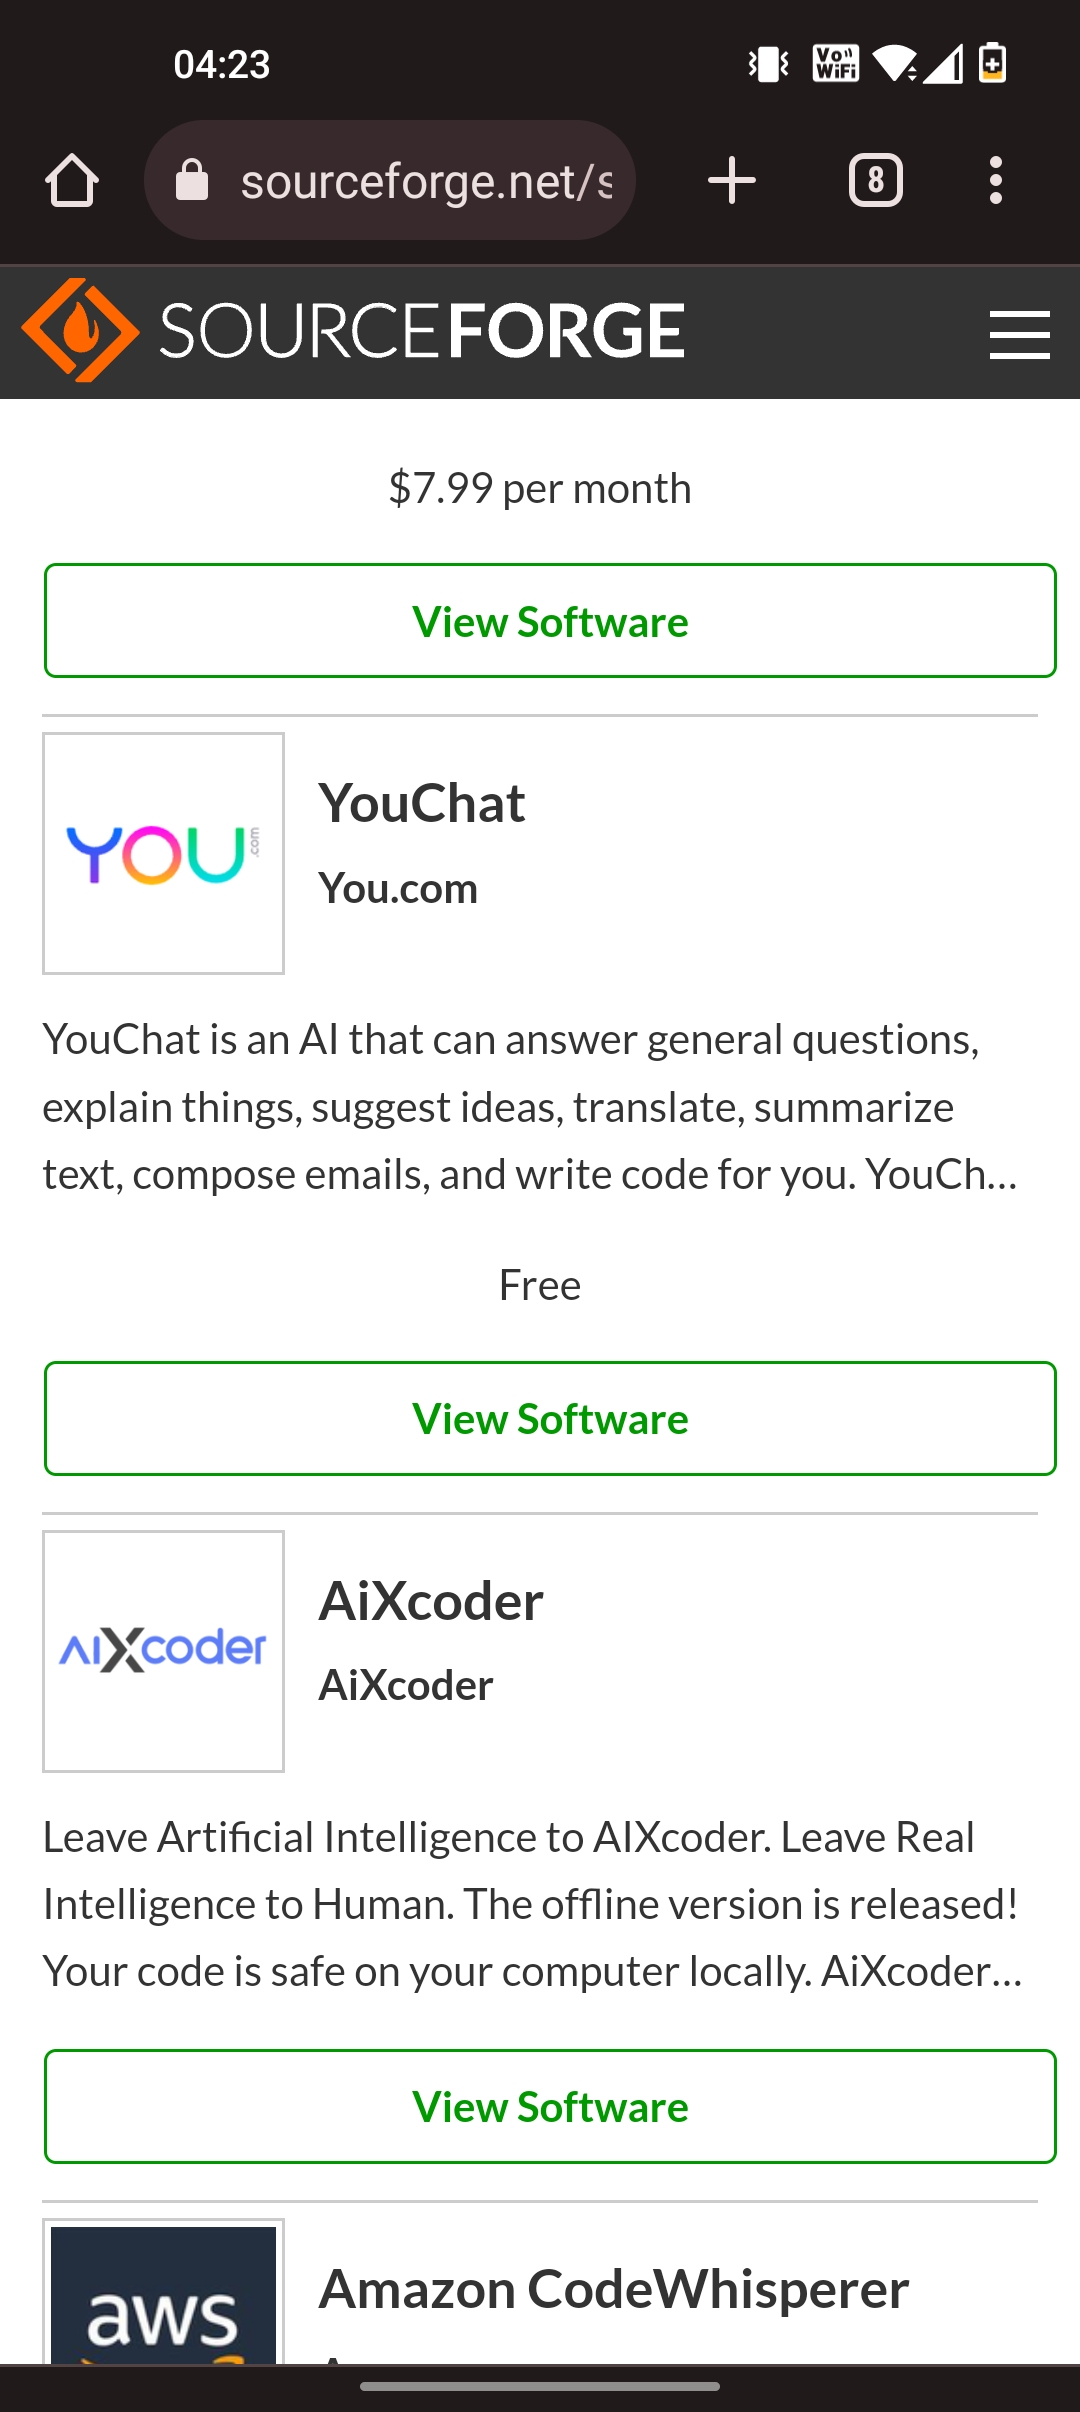 04:23
Vo
WiFi
sourceforge.net/s
8
SOURCEFORGE
$7.99 per month
View Software
YOU.com
YouChat
You.com
YouChat is an AI that can answer general questions,
explain things, suggest ideas, translate, summarize
text, compose emails, and write code for you. YouCh...
Free
View Software
AIXcoder
AiXcoder
AiXcoder
Leave Artificial Intelligence to AIXcoder. Leave Real
Intelligence to Human. The offline version is released!
Your code is safe on your computer locally. AiXcoder...
View Software
aws
Amazon CodeWhisperer